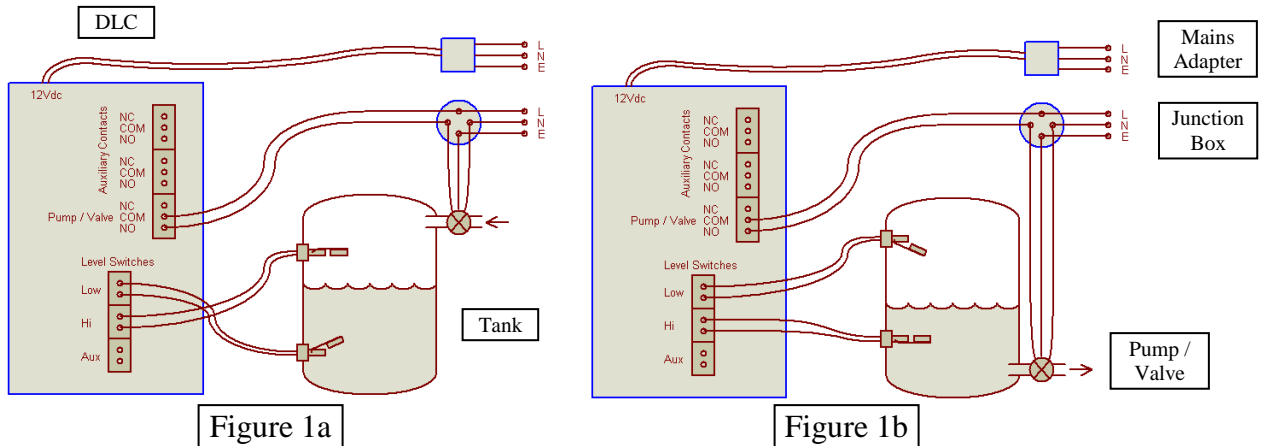 DLC
L
N
E
12Vdc
Auxiliary Contacts
NC
COM
NO
NC
COM
NO
Pump / Valve
NC
COM
NO
Level Switches
Low
Hi
Aux
Tank
Figure 1a
L
N
E
L
N
E
12Vdc
Auxiliary Contacts
NC
COM
NO
NC
COM
NO
Pump / Valve
NC
COM
NO
Level Switches
Low
Hi
Aux
L
N
E
Mains
Adapter
Junction
Box
Pump /
Valve
Figure 1b